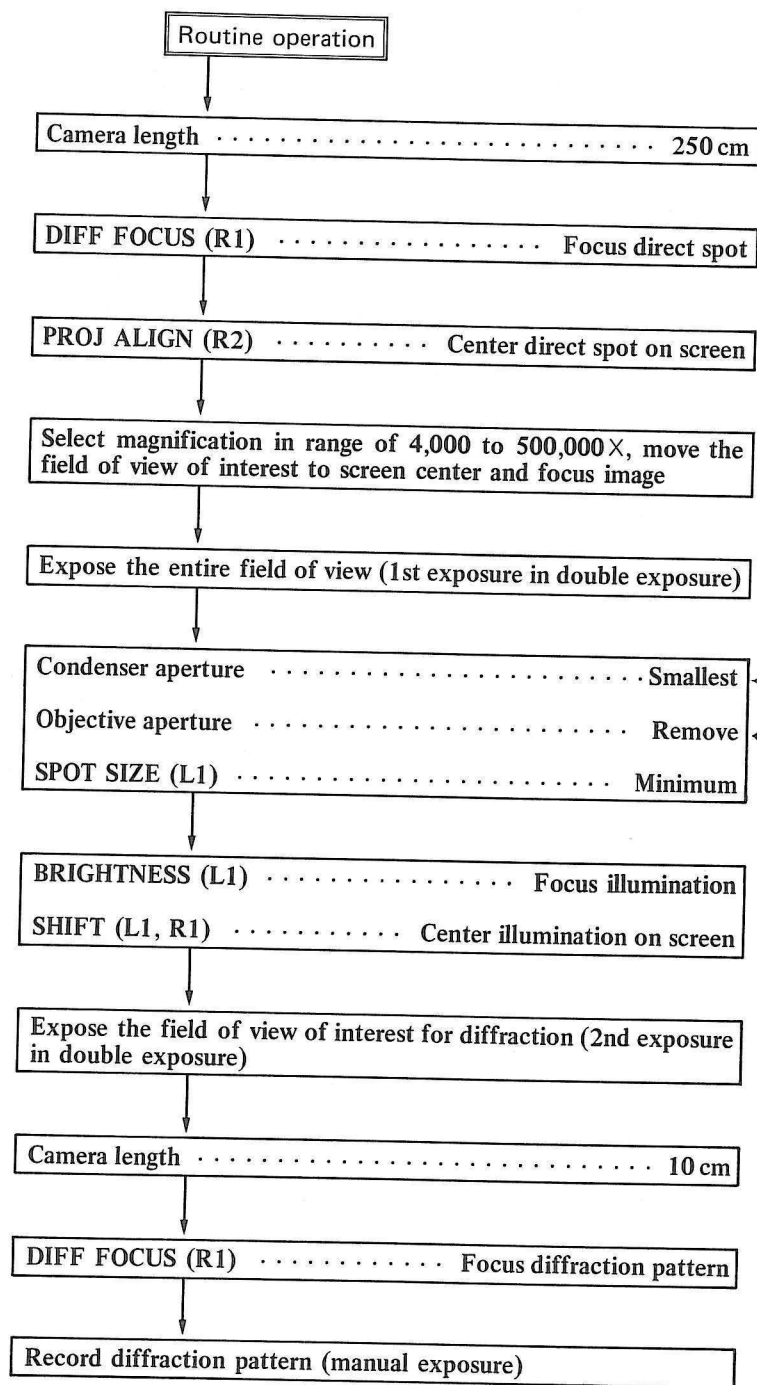 Routine operation
Camera length . . . . . . . . . . . . . . . . . . . . . . . . . . . . . . . 250 cm
DIFF FOCUS (R1) . . . . . . . . . . . . . . . . . Focus direct spot
PROJ ALIGN (R2) . . . . . . . . . . Center direct spot on screen
Select magnification in range of 4,000 to 500,000×, move the
field of view of interest to screen center and focus image
Expose the entire field of view (1st exposure in double exposure)
Condenser aperture . . . . . . . . . . . . . . . . . . . . . . . . Smallest
Objective aperture . . . . . . . . . . . . . . . . . . . . . . . . Remove
SPOT SIZE (L1) . . . . . . . . . . . . . . . . . . . . . . . . Minimum
BRIGHTNESS (L1) . . . . . . . . . . . . . . . . Focus illumination
SHIFT (L1, R1) . . . . . . . . . . . Center illumination on screen
Expose the field of view of interest for diffraction (2nd exposure
in double exposure)
Camera length . . . . . . . . . . . . . . . . . . . . . . . . . . . . . . . 10 cm
DIFF FOCUS (R1) . . . . . . . . . . . . Focus diffraction pattern
Record diffraction pattern (manual exposure)